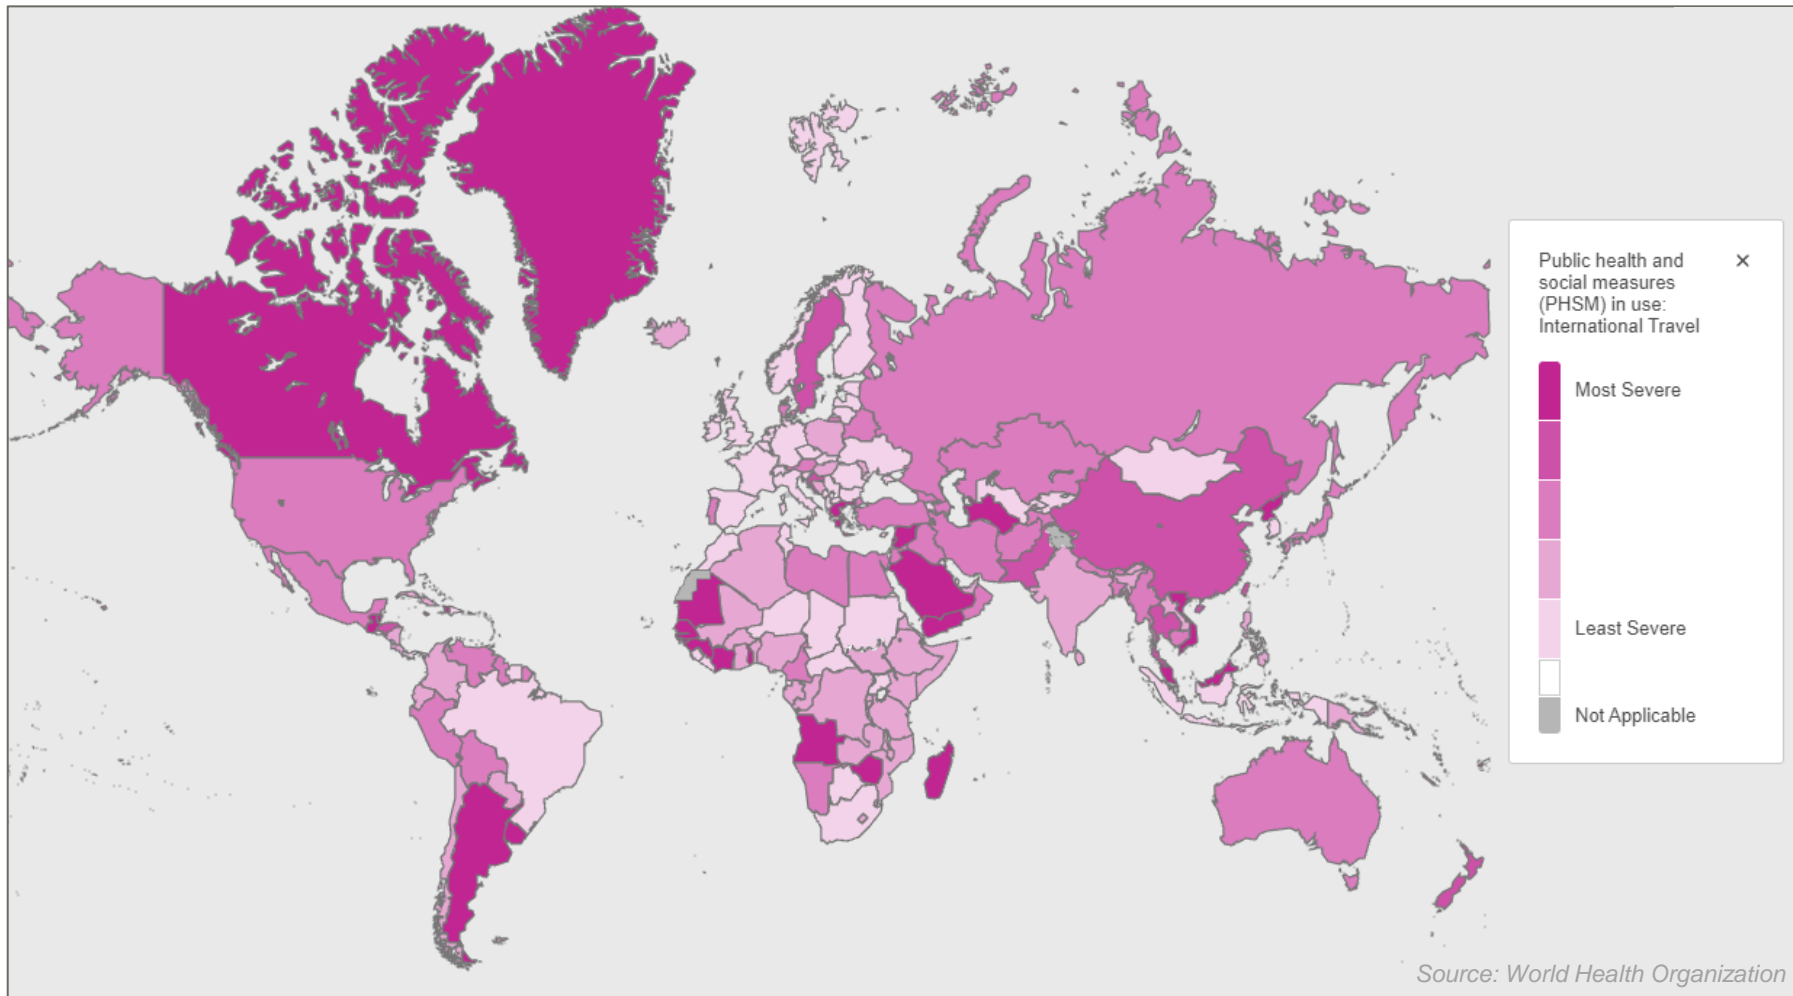 Public health and
social measures
(PHSM) in use:
International Travel
×
Most Severe
Least Severe
Not Applicable
Source: World Health Organization